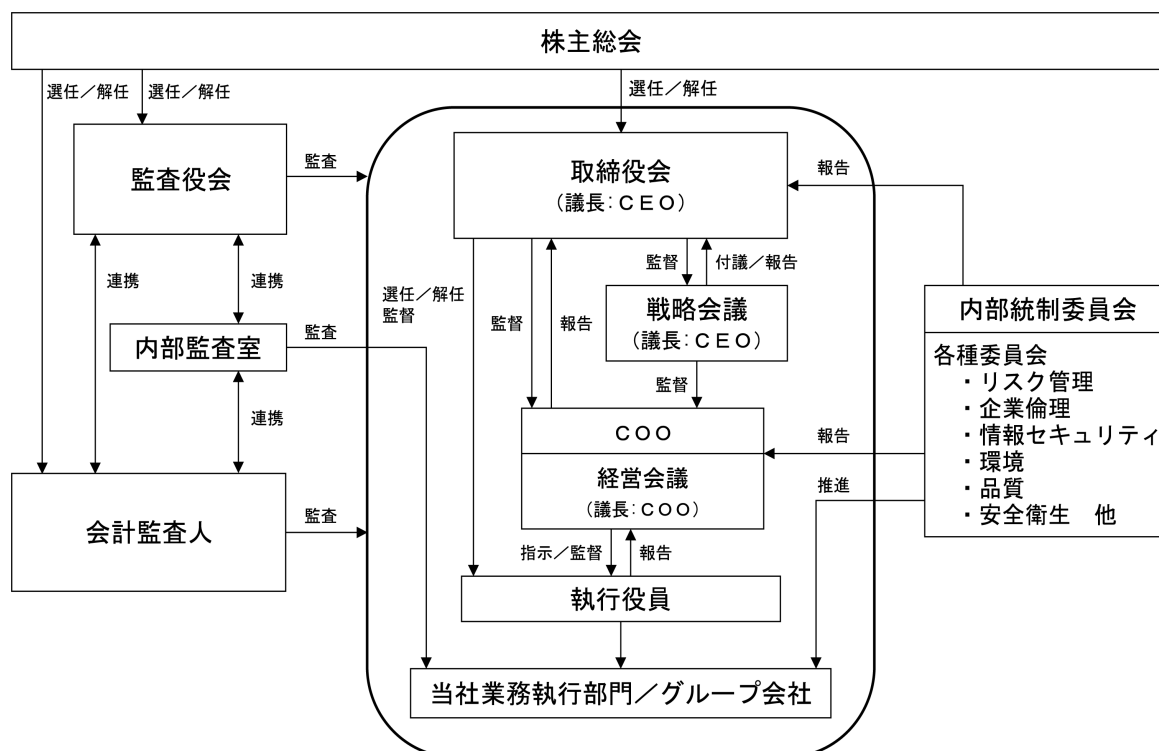 株主総会
選任／解任
選任／解任
選任／解任
監査役会
監査
取締役会
（議長：ＣＥＯ）
報告
連携
連携
選任／解任
監督
監督
報告
監督
付議／報告
戦略会議
（議長：ＣＥＯ）
内部統制委員会
内部監査室
監査
各種委員会
・リスク管理
・企業倫理
・情報セキュリティ
・環境
・品質
・安全衛生　他
監督
連携
ＣＯＯ
報告
経営会議
（議長：ＣＯＯ）
推進
会計監査人
監査
指示／監督
報告
執行役員
当社業務執行部門／グループ会社